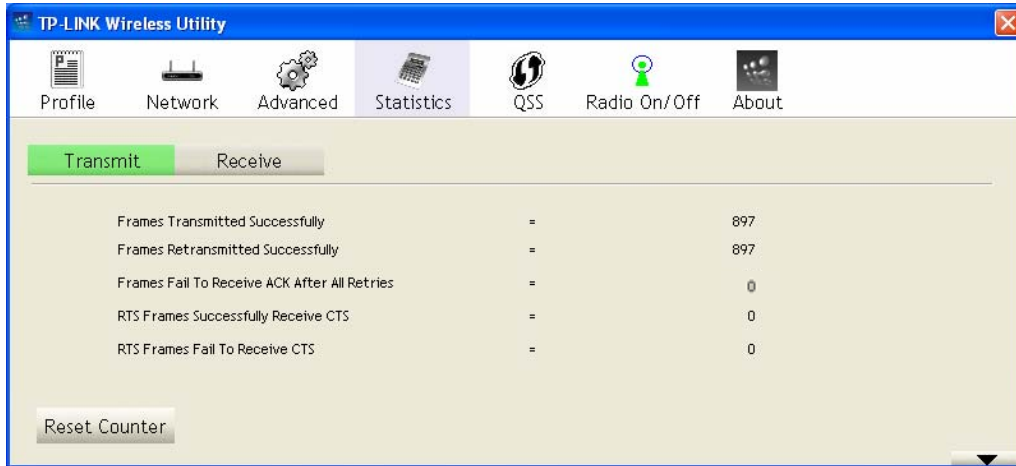 TP-LINK Wireless Utility
Profile Network Advanced Statistics QSS Radio On/Off About
Transmit Receive
Frames Transmitted Successfully = 897
Frames Retransmitted Successfully = 897
Frames Fail To Receive ACK After All Retries = 0
RTS Frames Successfully Receive CTS = 0
RTS Frames Fail To Receive CTS = 0
Reset Counter